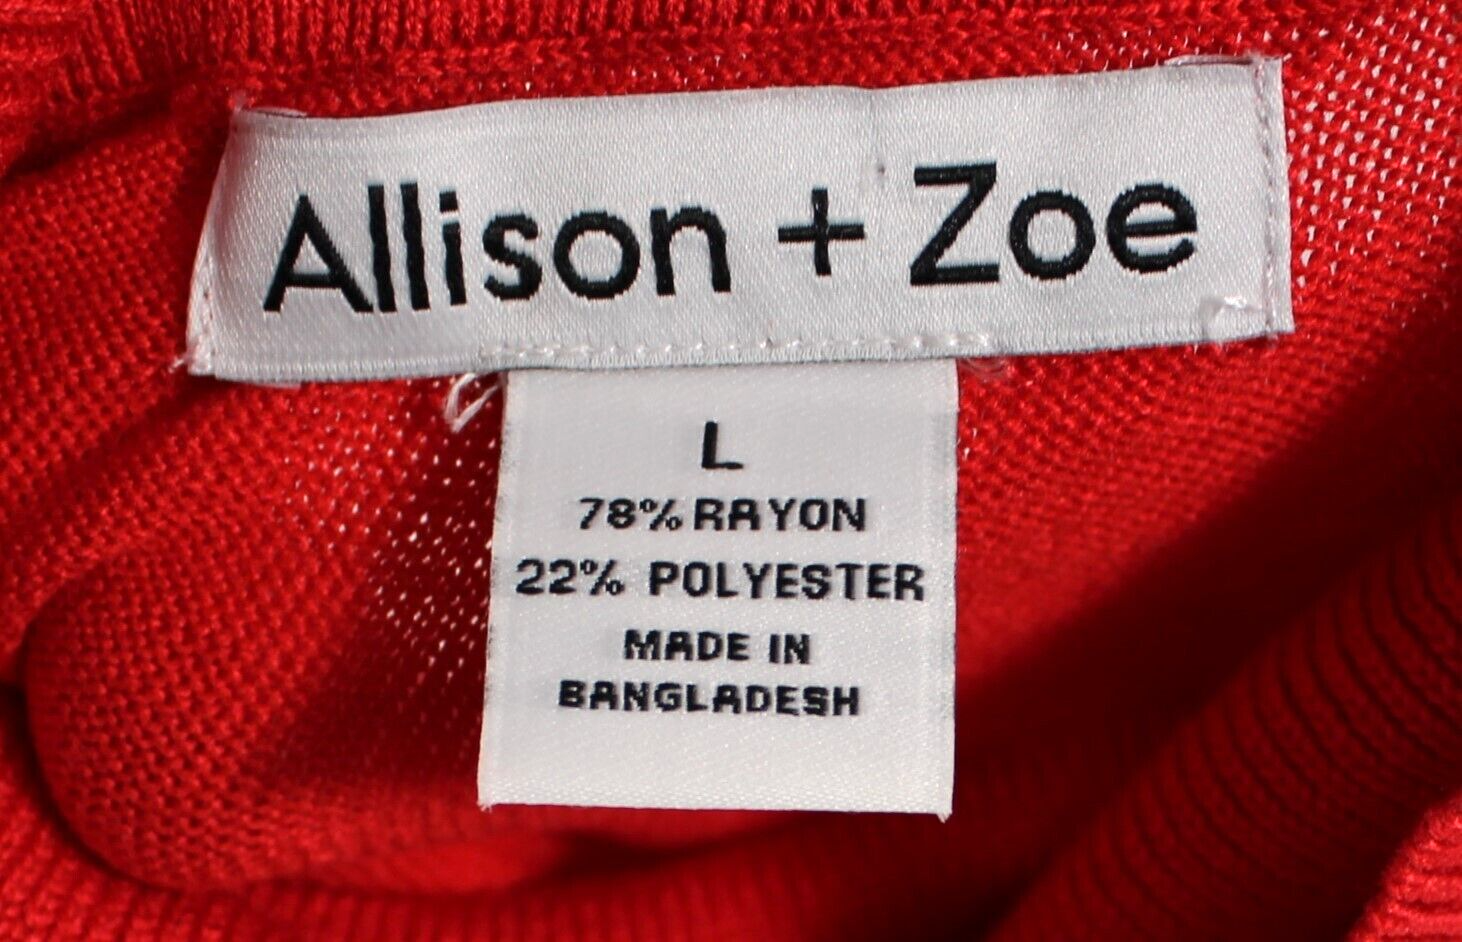 Allison + Zoe
L
78% RAYON
22% POLYESTER
MADE IN
BANGLADESH